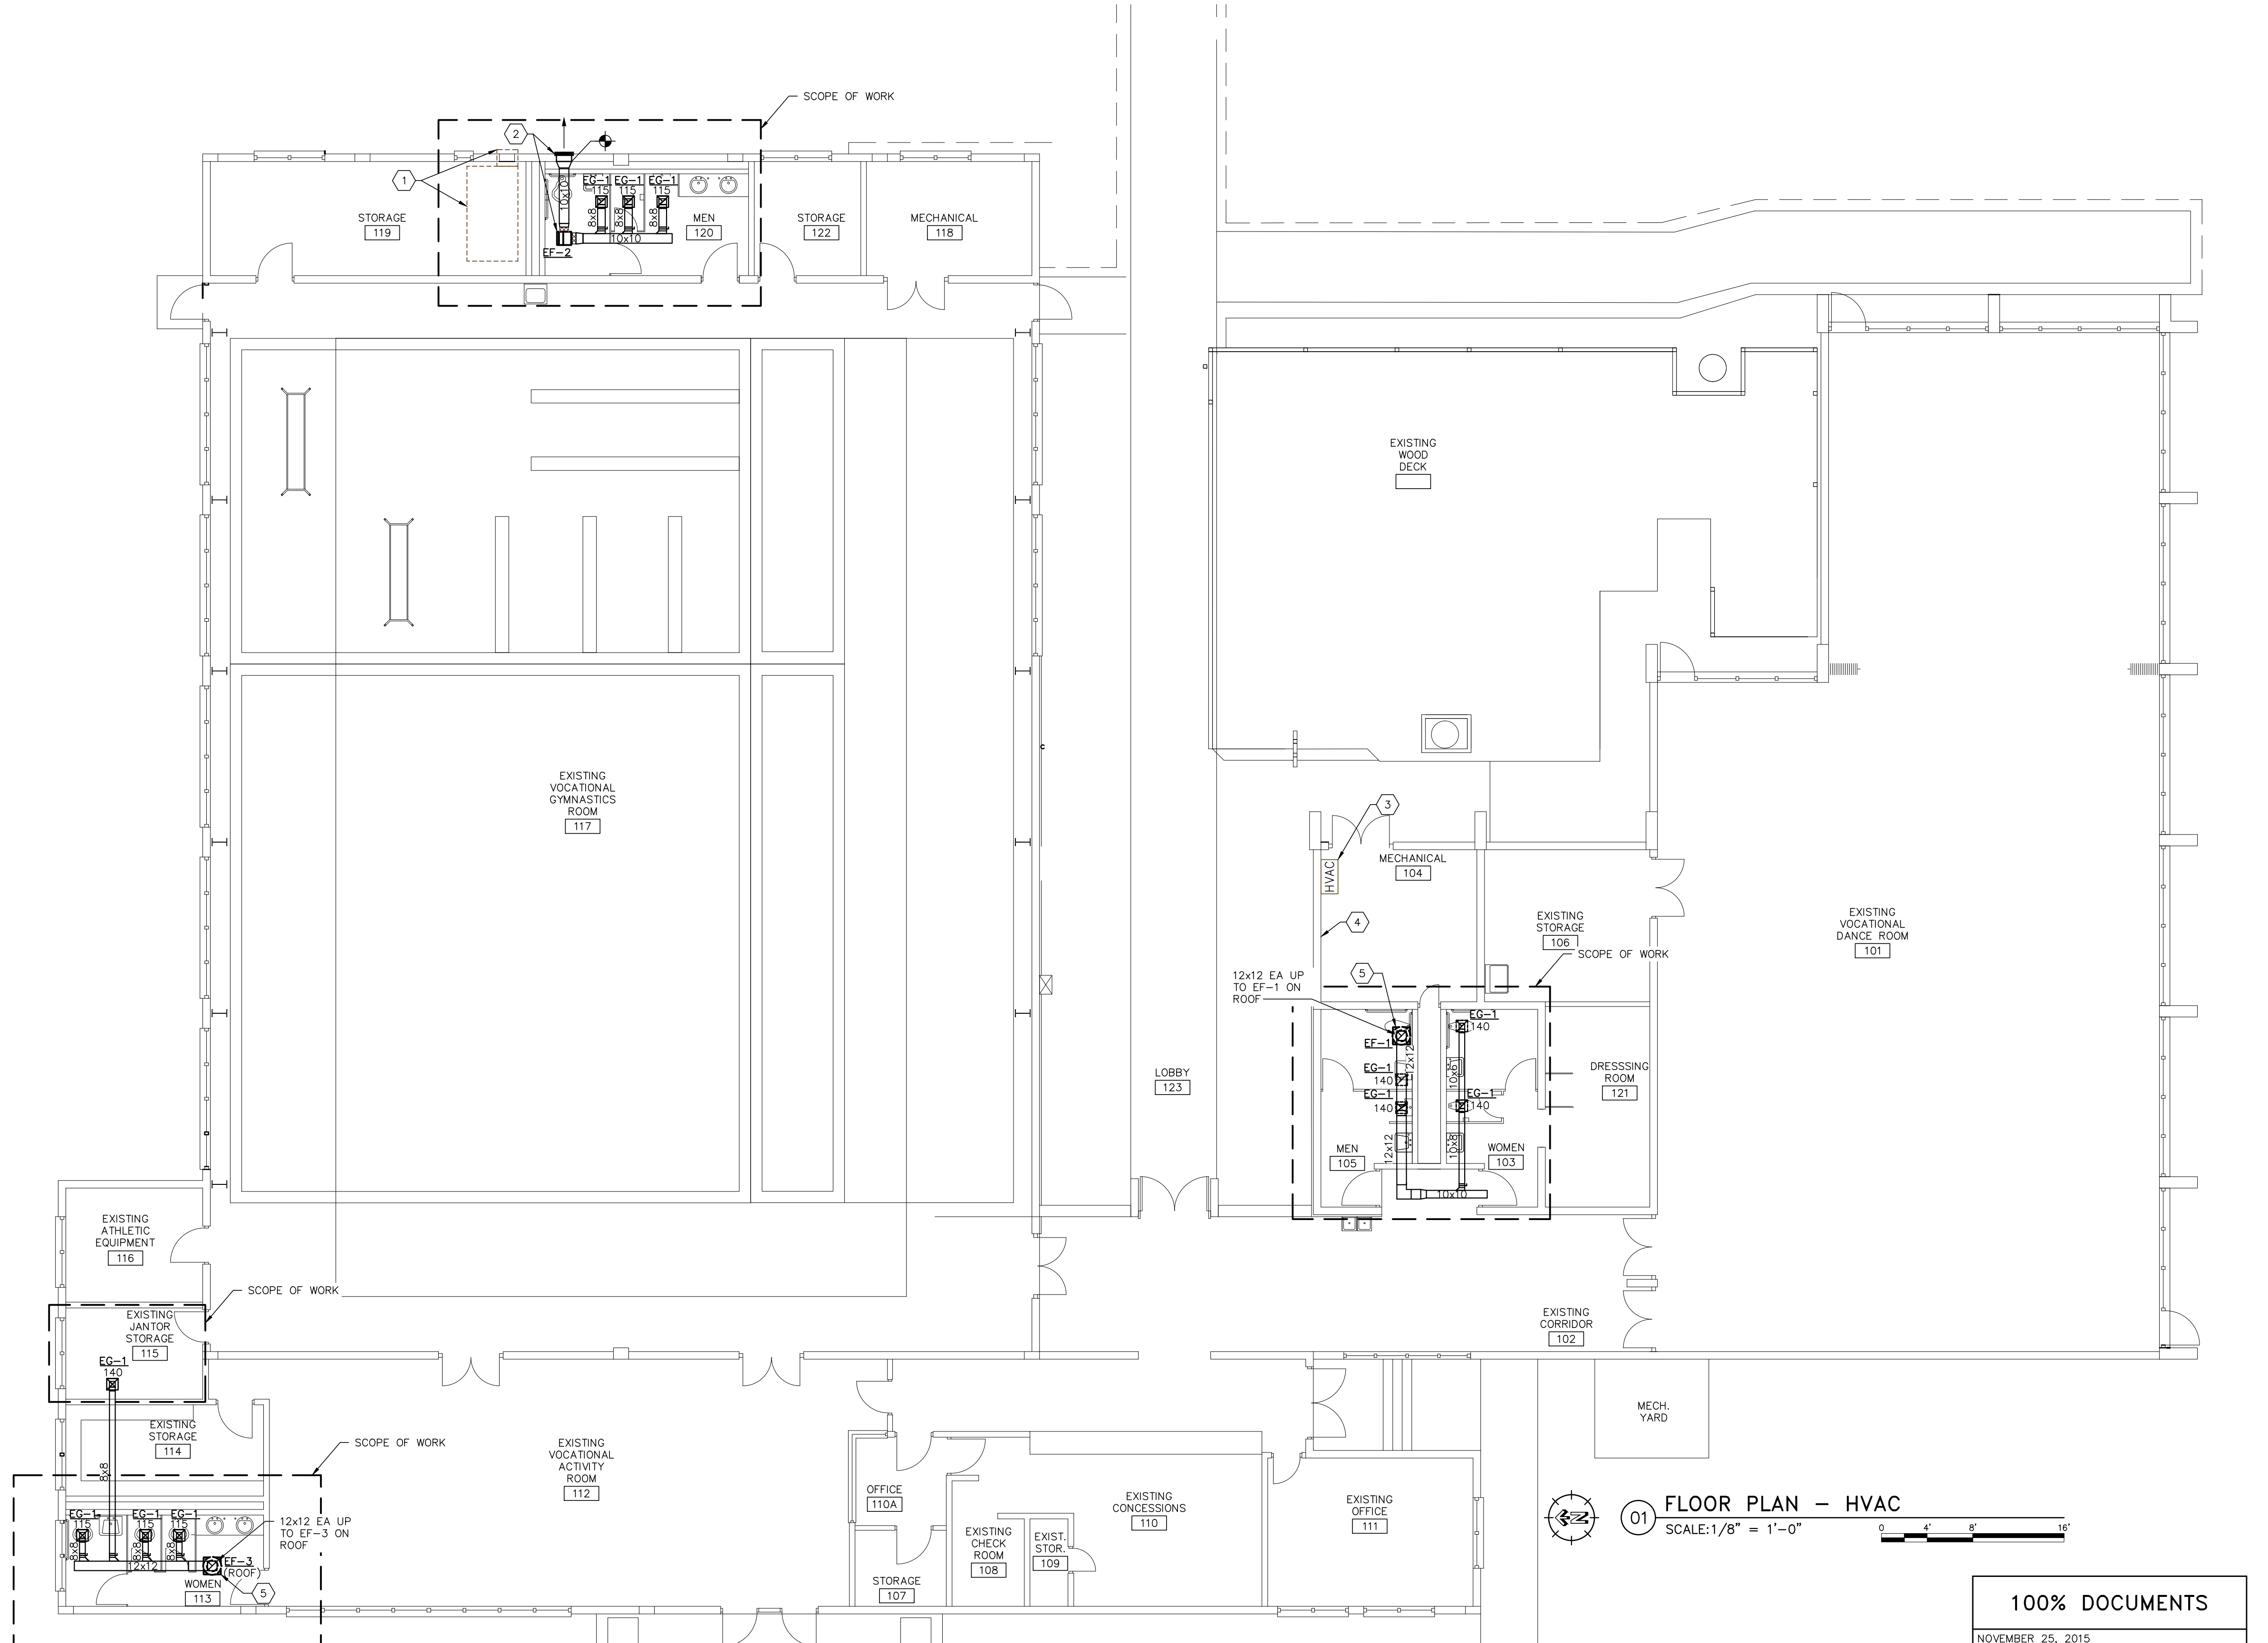 SCOPE OF WORK
2
1
EG-1 EG-1 EG-1
115 115 115
10x10
8x8
8x8
8x8
10x10
EF-2
STORAGE
119
MEN
120
STORAGE
122
MECHANICAL
118
EXISTING
WOOD
DECK
EXISTING
VOCATIONAL
GYMNASTICS
ROOM
117
3
HVAC
MECHANICAL
104
4
EXISTING
STORAGE
106
SCOPE OF WORK
EXISTING
VOCATIONAL
DANCE ROOM
101
5
12x12 EA UP
TO EF-1 ON
ROOF
EG-1
140
EF-1
12x12
EG-1
140
10x6
EG-1
140
EG-1
140
LOBBY
123
DRESSSING
ROOM
121
12x12
10x8
MEN
105
WOMEN
103
10x10
EXISTING
ATHLETIC
EQUIPMENT
116
SCOPE OF WORK
EXISTING
JANTOR
STORAGE
115
EG-1
140
EXISTING
CORRIDOR
102
EXISTING
STORAGE
114
8x8
SCOPE OF WORK
EXISTING
VOCATIONAL
ACTIVITY
ROOM
112
MECH.
YARD
OFFICE
110A
EXISTING
CONCESSIONS
110
EXISTING
OFFICE
111
EG-1 EG-1 EG-1
115 115 115
8x8
8x8
8x8
12x12
12x12 EA UP
TO EF-3 ON
ROOF
EF-3
(ROOF)
5
WOMEN
113
EXISTING
CHECK
ROOM
108
EXIST.
STOR.
109
STORAGE
107
N
01
FLOOR PLAN - HVAC
SCALE:1/8" = 1'-0"
0 4' 8' 16'
100% DOCUMENTS
NOVEMBER 25, 2015